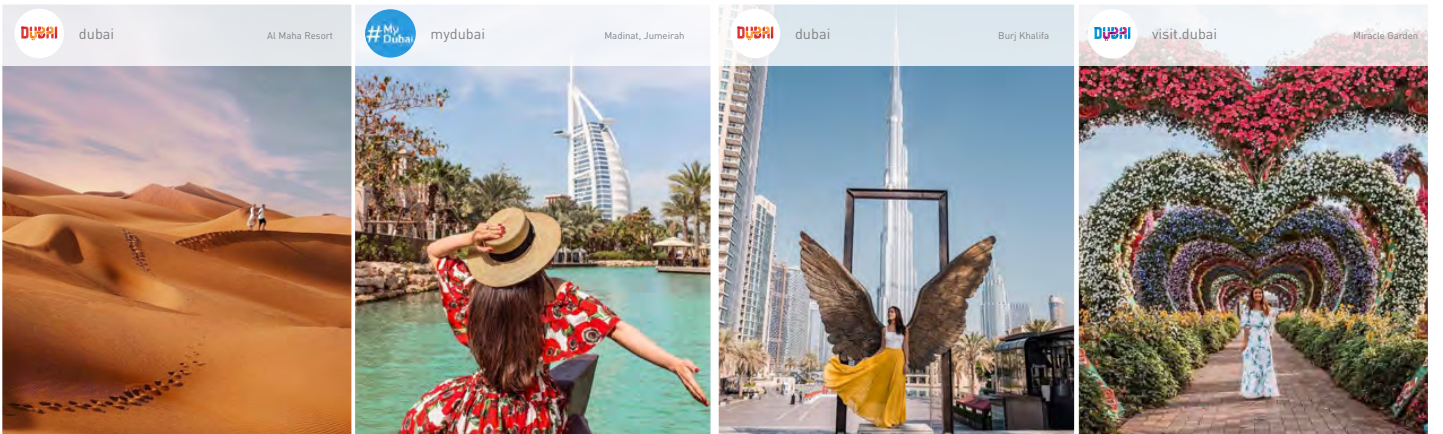 DUBAI
dubai
Al Maha Resort
#My Dubai
mydubai
Madinat, Jumeirah
DUBAI
dubai
Burj Khalifa
DUBAI
visit.dubai
Miracle Garden